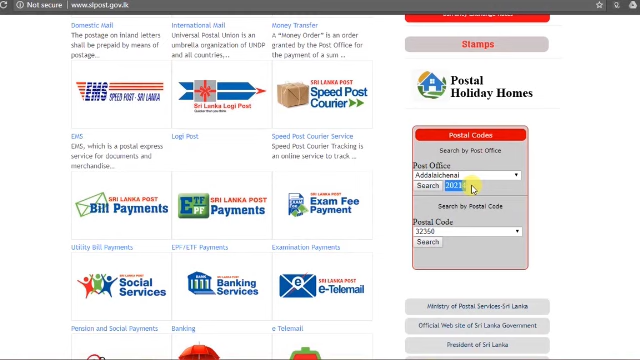 Not secure | www.slpost.gov.lk
Domestic Mail
The postage on inland letters
shall be prepaid by means of
postage...
International Mail
Universal Postal Union is an
umbrella organization of UNDP
and all countries...
Money Transfer
A “Money Order” is an order
granted by the Post Office
for the payment of a sum ...
EMS
SPEED POST - SRI LANKA
Sri Lanka Logi Post
SRI LANKA POST
Speed Post
Courier
EMS
EMS, which is a postal express
service for documents and
merchandise...
Logi Post
Speed Post Courier Service
Speed Post Courier Tracking is
an online service to track ...
SRI LANKA POST
Bill Payments
ETF
PF
SRI LANKA POST
Payments
SRI LANKA POST
Exam Fee
Payment
Utility Bill Payments
EPF/ETF Payments
Examination Payments
SRI LANKA POST
Social
Services
SRI LANKA POST
Banking
Services
SRI LANKA POST
e-Telemail
Pension and Social Payments
Banking
e Telemail
Currency Exchange Rates
Stamps
Postal
Holiday Homes
Postal Codes
Search by Post Office
Post Office
Addalaichenai
Search
2021
Search by Postal Code
Postal Code
32350
Search
Ministry of Postal Services-Sri Lanka
Official Web site of Sri Lanka Government
President of Sri Lanka